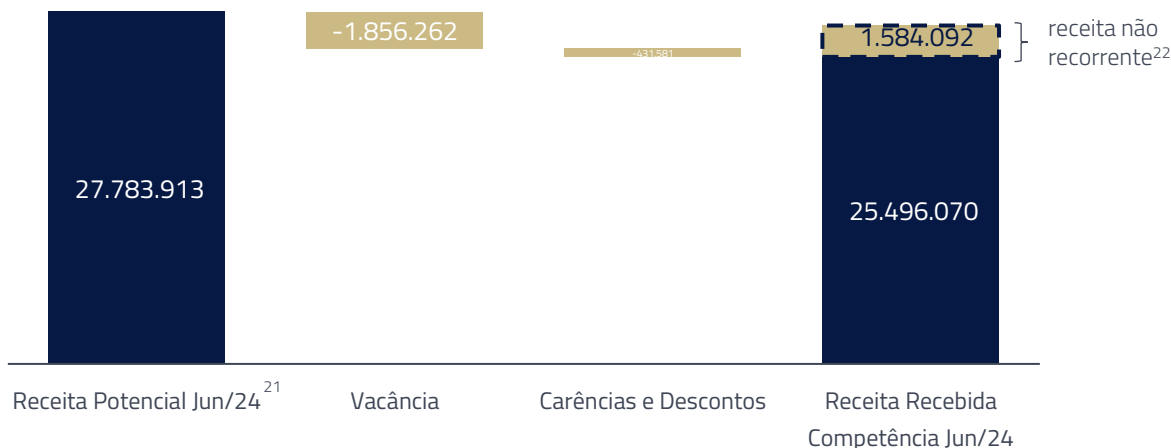 -1.856.262
-431.581
1.584.092
receita não
recorrente²²
27.783.913
25.496.070
Receita Potencial Jun/24 ²¹
Vacância
Carências e Descontos
Receita Recebida
Competência Jun/24